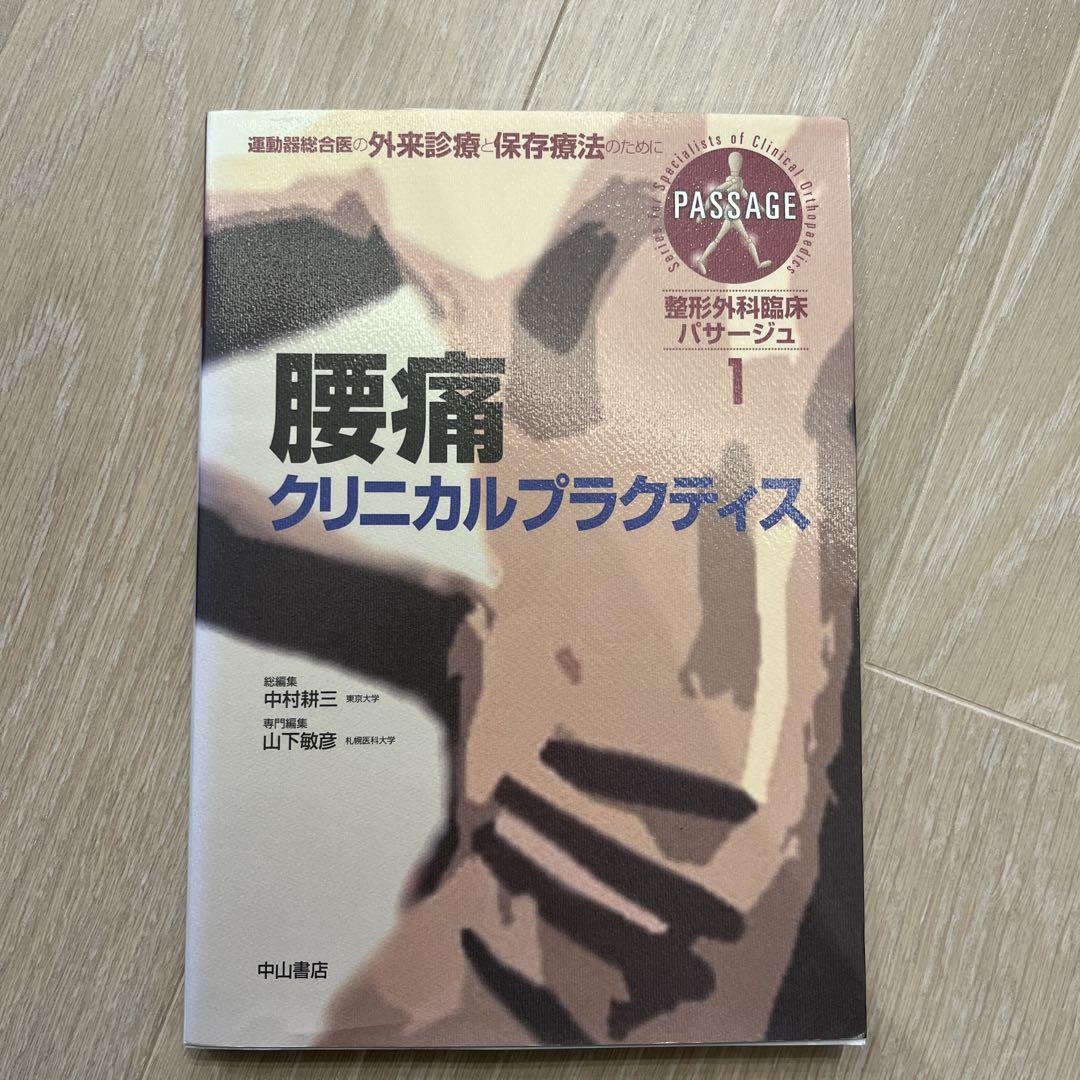 運動器総合医の外来診療と保存療法のために
Series for Specialists of Clinical Orthopaedics
PASSAGE
整形外科臨床
パサージュ
1
腰痛
クリニカルプラクティス
総編集
中村耕三 東京大学
専門編集
山下敏彦 札幌医科大学
中山書店